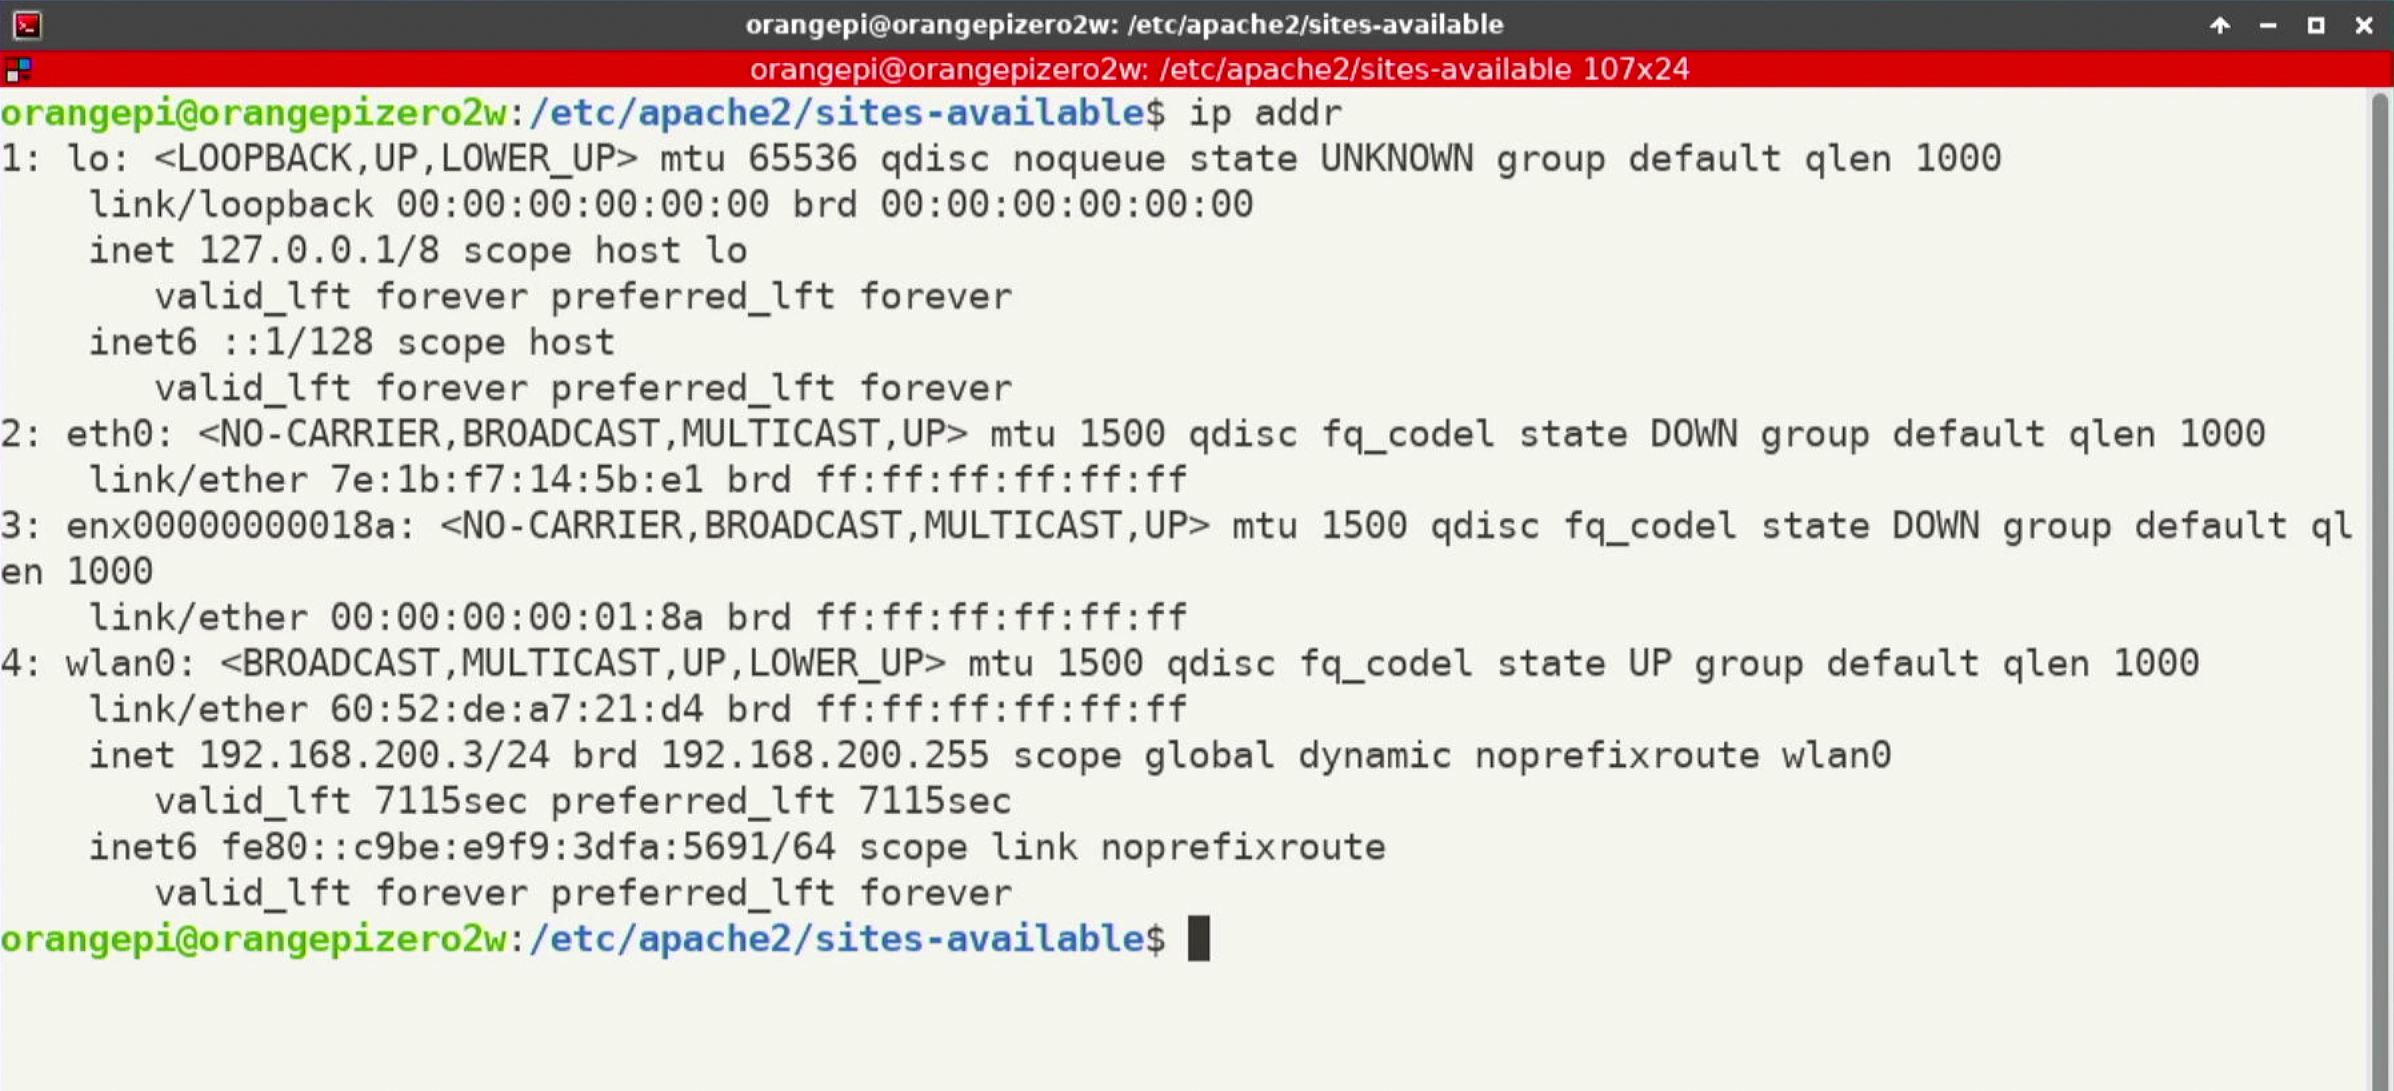 orangepi@orangepizero2w: /etc/apache2/sites-available
orangepi@orangepizero2w: /etc/apache2/sites-available 107x24
orangepi@orangepizero2w:/etc/apache2/sites-available$ ip addr
1: lo: <LOOPBACK,UP,LOWER_UP> mtu 65536 qdisc noqueue state UNKNOWN group default qlen 1000
    link/loopback 00:00:00:00:00:00 brd 00:00:00:00:00:00
    inet 127.0.0.1/8 scope host lo
       valid_lft forever preferred_lft forever
    inet6 ::1/128 scope host
       valid_lft forever preferred_lft forever
2: eth0: <NO-CARRIER,BROADCAST,MULTICAST,UP> mtu 1500 qdisc fq_codel state DOWN group default qlen 1000
    link/ether 7e:1b:f7:14:5b:e1 brd ff:ff:ff:ff:ff:ff
3: enx00000000018a: <NO-CARRIER,BROADCAST,MULTICAST,UP> mtu 1500 qdisc fq_codel state DOWN group default ql
en 1000
    link/ether 00:00:00:00:01:8a brd ff:ff:ff:ff:ff:ff
4: wlan0: <BROADCAST,MULTICAST,UP,LOWER_UP> mtu 1500 qdisc fq_codel state UP group default qlen 1000
    link/ether 60:52:de:a7:21:d4 brd ff:ff:ff:ff:ff:ff
    inet 192.168.200.3/24 brd 192.168.200.255 scope global dynamic noprefixroute wlan0
       valid_lft 7115sec preferred_lft 7115sec
    inet6 fe80::c9be:e9f9:3dfa:5691/64 scope link noprefixroute
       valid_lft forever preferred_lft forever
orangepi@orangepizero2w:/etc/apache2/sites-available$